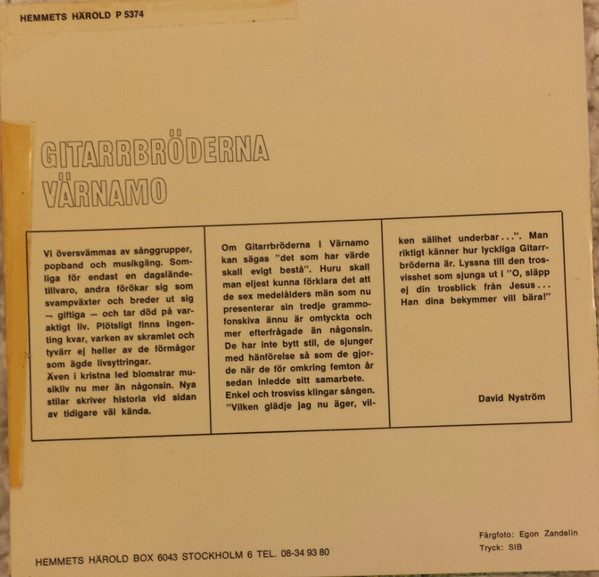 HEMMETS HÄROLD P 5374
GITARRBRÖDERNA
VÄRNAMO
Vi översvämmas av sånggrupper,
popband och musikgäng. Som-
liga för endast en dagslände-
tillvaro, andra förökar sig som
svampväxter och breder ut sig
— giftiga — och tar död på var-
aktigt liv. Plötsligt finns ingen-
ting kvar, varken av skramlet och
tyvärr ej heller av de förmågor
som ägde livsyttringar.
Även i kristna led blomstrar mu-
sikliv nu mer än någonsin. Nya
stilar skriver historia vid sidan
av tidigare väl kända.
Om Gitarrbröderna i Värnamo
kan sägas "det som har värde
skall evigt bestå". Huru skall
man eljest kunna förklara det att
de sex medelålders män som nu
presenterar sin tredje grammo-
fonskiva ännu är omtyckta och
mer efterfrågade än någonsin.
De har inte bytt stil, de sjunger
med hänförelse så som de gjor-
de när de för omkring femton år
sedan inledde sitt samarbete.
Enkel och trosviss klingar sången.
"Vilken glädje jag nu äger, vil-
ken sällhet underbar...". Man
riktigt känner hur lyckliga Gitarr-
bröderna är. Lyssna till den tros-
visshet som sjungs ut i "O, släpp
ej din trosblick från Jesus...
Han dina bekymmer vill bära!"
David Nyström
Färgfoto: Egon Zandelin
Tryck: SIB
HEMMETS HÄROLD BOX 6043 STOCKHOLM 6 TEL. 08-34 93 80